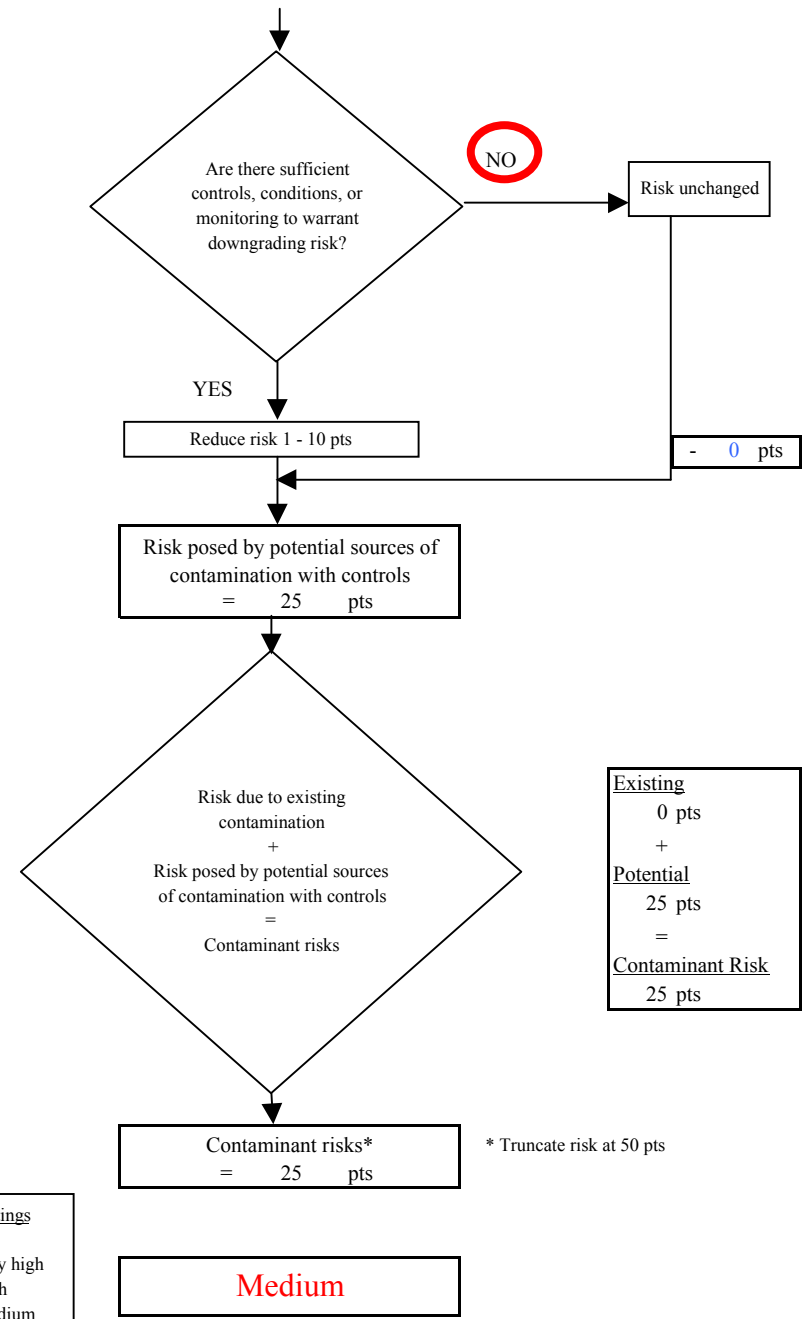 Are there sufficient
controls, conditions, or
monitoring to warrant
downgrading risk?
NO
Risk unchanged
YES
Reduce risk 1 - 10 pts
- 0 pts
Risk posed by potential sources of
contamination with controls
= 25 pts
Risk due to existing
contamination
+
Risk posed by potential sources
of contamination with controls
=
Contaminant risks
Existing
0 pts
+
Potential
25 pts
=
Contaminant Risk
25 pts
Contaminant risks*
= 25 pts
* Truncate risk at 50 pts
high
Medium